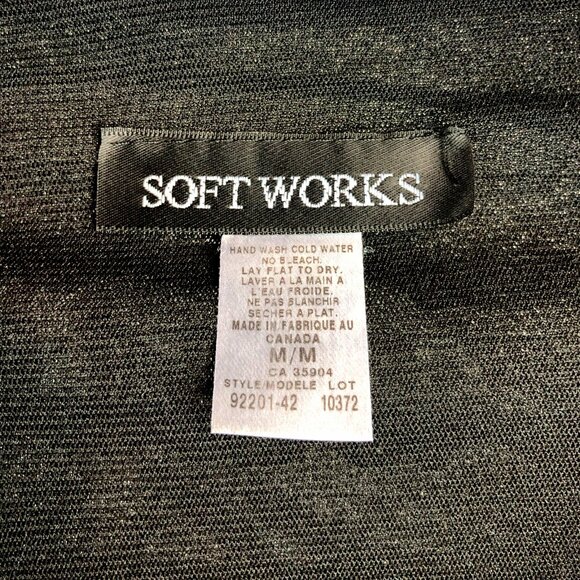 SOFT WORKS
HAND WASH COLD WATER
NO BLEACH.
LAY FLAT TO DRY.
LAVER A LA MAIN A
L'EAU FROIDE.
NE PAS BLANCHIR
SECHER A PLAT.
MADE IN FABRIQUE AU
CANADA
M/M
CA 35904
STYLE/MODELE LOT
92201-42 10372